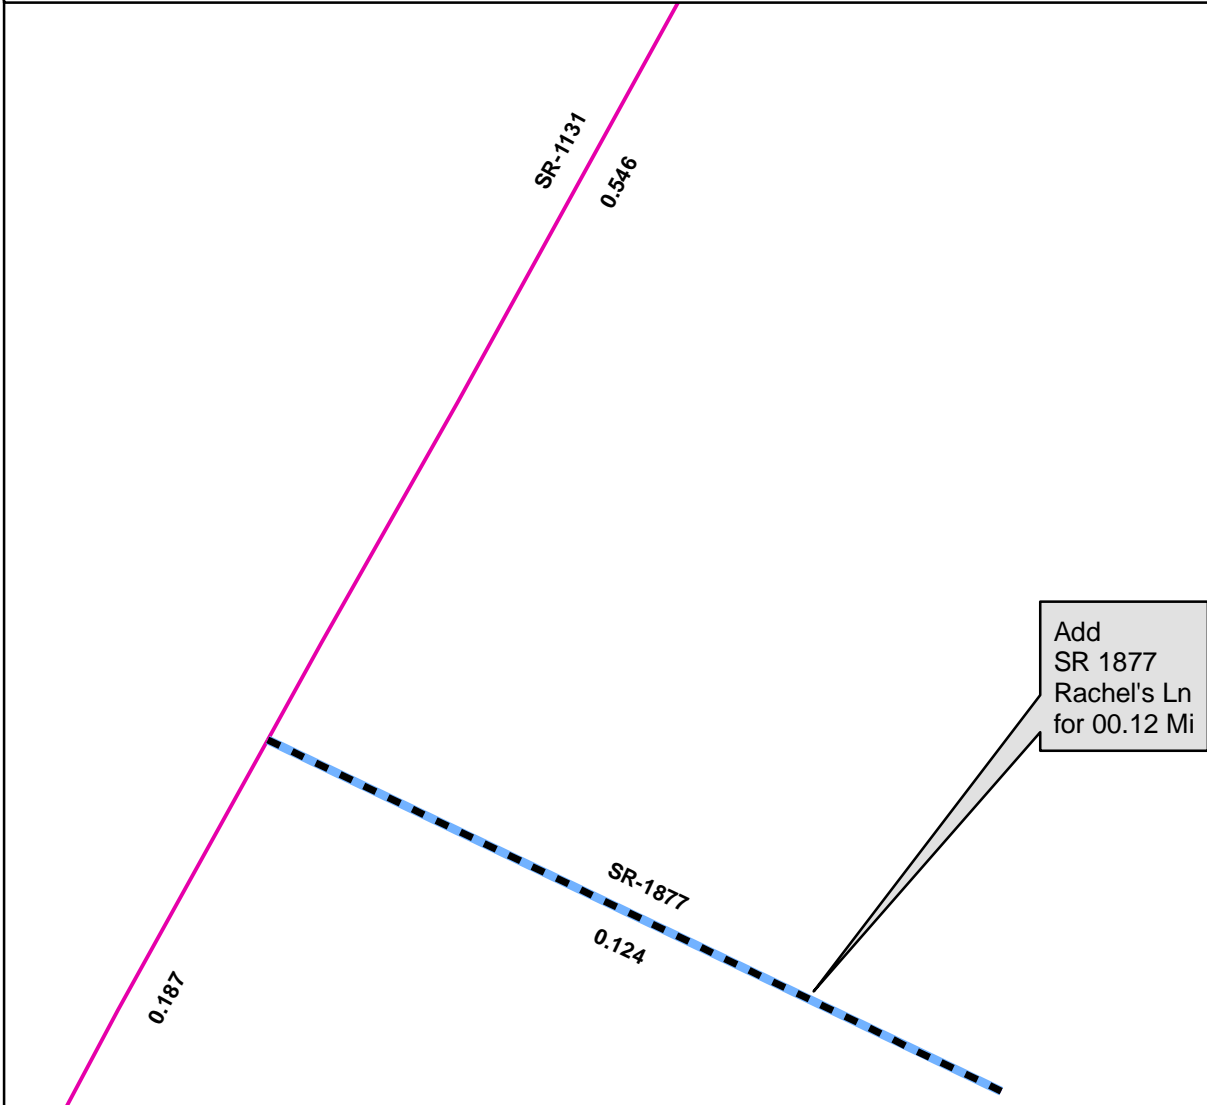 SR-1131
0.546
Add
SR 1877
Rachel's Ln
for 00.12 Mi
SR-1877
0.124
0.187